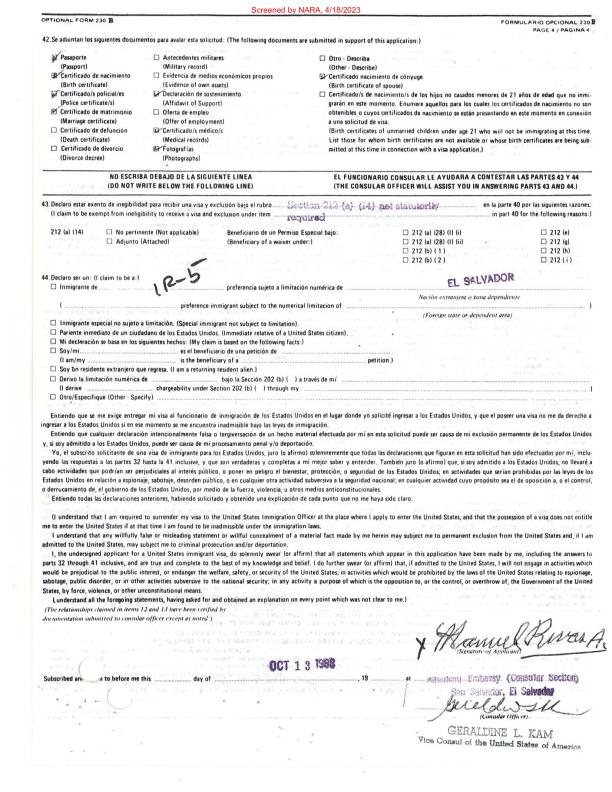 Screened by NARA, 4/18/2023
OPTIONAL FORM 230 B
FORMULARIO OPCIONAL 230 B
PAGE 4 / PAGINA 4
42. Se adjuntan los siguientes documentos para avalar esta solicitud: (The following documents are submitted in support of this application:)
Pasaporte
(Passport)
Certificado de nacimiento
(Birth certificate)
Certificado/s policial/es
(Police certificate/s)
Certificado de matrimonio
(Marriage certificate)
Certificado de defunción
(Death certificate)
Certificado de divorcio
(Divorce decree)
Antecedentes militares
(Military record)
Evidencia de medios económicos propios
(Evidence of own assets)
Declaración de sostenimiento
(Affidavit of Support)
Oferta de empleo
(Offer of employment)
Certificado/s médico/s
(Medical records)
Fotografías
(Photographs)
Otro - Describa
(Other - Describe)
Certificado nacimiento de cónyuge
(Birth certificate of spouse)
Certificado/s de nacimiento/s de hijos no casados menores de 21 años de edad que no inmi-
grarán en este momento. Enumere aquellos para los cuales los certificados de nacimiento no son
obtenibles o cuyos certificados de nacimiento se están presentando en este momento en conexión
a una solicitud de visa.
(Birth certificates of unmarried children under age 21 who will not be immigrating at this time.
List those for whom birth certificates are not available or whose birth certificates are being sub-
mitted at this time in connection with a visa application.)
NO ESCRIBA DEBAJO DE LA SIGUIENTE LINEA
(DO NOT WRITE BELOW THE FOLLOWING LINE)
EL FUNCIONARIO CONSULAR LE AYUDARA A CONTESTAR LAS PARTES 43 Y 44
(THE CONSULAR OFFICER WILL ASSIST YOU IN ANSWERING PARTS 43 AND 44.)
43. Declaro estar exento de inegibilidad para recibir una visa y exclusión bajo el rubro Section 212 (a) (14) not statutorily en la parte 40 por las siguientes razones:
(I claim to be exempt from ineligibility to receive a visa and exclusion under item required in part 40 for the following reasons:)
212 (a) (14)
No pertinente (Not applicable)
Adjunto (Attached)
Beneficiario de un Permiso Especial bajo:
(Beneficiary of a waiver under:)
212 (a) (28) (I) (i)
212 (a) (28) (I) (ii)
212 (b) (1)
212 (b) (2)
212 (e)
212 (g)
212 (h)
212 (i)
44. Declaro ser un: (I claim to be a:)
Inmigrante de IR-5 preferencia sujeto a limitación numérica de EL SALVADOR
Nación extranjera o zona dependiente
( preference immigrant subject to the numerical limitation of )
(Foreign state or dependent area)
Inmigrante especial no sujeto a limitación, (Special immigrant not subject to limitation).
Pariente inmediato de un ciudadano de los Estados Unidos. (Immediate relative of a United States citizen).
Mi declaración se basa en los siguientes hechos: (My claim is based on the following facts:)
Soy/mi es el beneficiario de una petición de
(I am/my is the beneficiary of a petition.)
Soy un residente extranjero que regresa. (I am a returning resident alien.)
Derivo la limitación numérica de bajo la Sección 202 (b) ( ) a través de mí
(I derive chargeability under Section 202 (b) ( ) through my )
Otro/Especifique (Other - Specify)
Entiendo que se me exige entregar mi visa al funcionario de inmigración de los Estados Unidos en el lugar donde yo solicité ingresar a los Estados Unidos, y que el poseer una visa no me da derecho a
ingresar a los Estados Unidos si en ese momento se me encuentra inadmisible bajo las leyes de inmigración.
Entiendo que cualquier declaración intencionalmente falsa o tergiversación de un hecho material efectuada por mí en esta solicitud puede ser causa de mi exclusión permanente de los Estados Unidos
y, si soy admitido a los Estados Unidos, puede ser causa de mi procesamiento penal y/o deportación.
Yo, el suscrito solicitante de una visa de inmigrante para los Estados Unidos, juro (o afirmo) solemnemente que todas las declaraciones que figuran en esta solicitud han sido efectuadas por mí, inclu-
yendo las respuestas a las partes 32 hasta la 41 inclusive, y que son verdaderas y completas a mi mejor saber y entender. También juro (o afirmo) que, si soy admitido a los Estados Unidos, no llevaré a
cabo actividades que podrían ser perjudiciales al interés público, o poner en peligro el bienestar, protección, o seguridad de los Estados Unidos; en actividades que serían prohibidas por las leyes de los
Estados Unidos en relación a espionaje, sabotaje, desorden público, o en cualquier otra actividad subversiva a la seguridad nacional; en cualquier actividad cuyo propósito sea el de oposición a, o el control,
o derrucamiento de, el gobierno de los Estados Unidos, por medio de la fuerza, violencia, u otros medios anticonstitucionales.
Entiendo todas las declaraciones anteriores, habiendo solicitado y obtenido una explicación de cada punto que no me haya sido claro.
(I understand that I am required to surrender my visa to the United States Immigration Officer at the place where I apply to enter the United States, and that the possession of a visa does not entitle
me to enter the United States if at that time I am found to be inadmissible under the immigration laws.
I understand that any willfully false or misleading statement or willful concealment of a material fact made by me herein may subject to permanent exclusion from the United States and, if I am
admitted to the United States, may subject me to criminal prosecution and/or deportation.
I, the undersigned applicant for a United States immigrant visa, do solemnly swear (or affirm) that all statements which appear in this application have been made by me, including the answers to
parts 32 through 41 inclusive, and are true and complete to the best of my knowledge and belief. I do further swear (or affirm) that, if admitted to the United States, I will not engage in activities which
would be prejudicial to the public interest, or endanger the welfare, safety, or security of the United States; in activities which would be prohibited by the laws of the United States relating to espionage,
sabotage, public disorder, or in other activities subversive to the national security; in any activity a purpose of which is the opposition to, or the control, or overthrow of, the Government of the
United States, by force, violence, or other unconstitutional means.
I understand all the foregoing statements, having asked for and obtained an explanation on every point which was not clear to me.)
(The relationships claimed in items 12 and 13 have been verified by
documentation submitted to consular officer except as noted )
X Manuel Rivas A.
(Signature of Applicant)
OCT 13 1988
Subscribed an a to before me this day of , 19 at American Embassy (Consular Section)
San Salvador, El Salvador
(Consular Officer)
GERALDINE L. KAM
Vice Consul of the United States of America